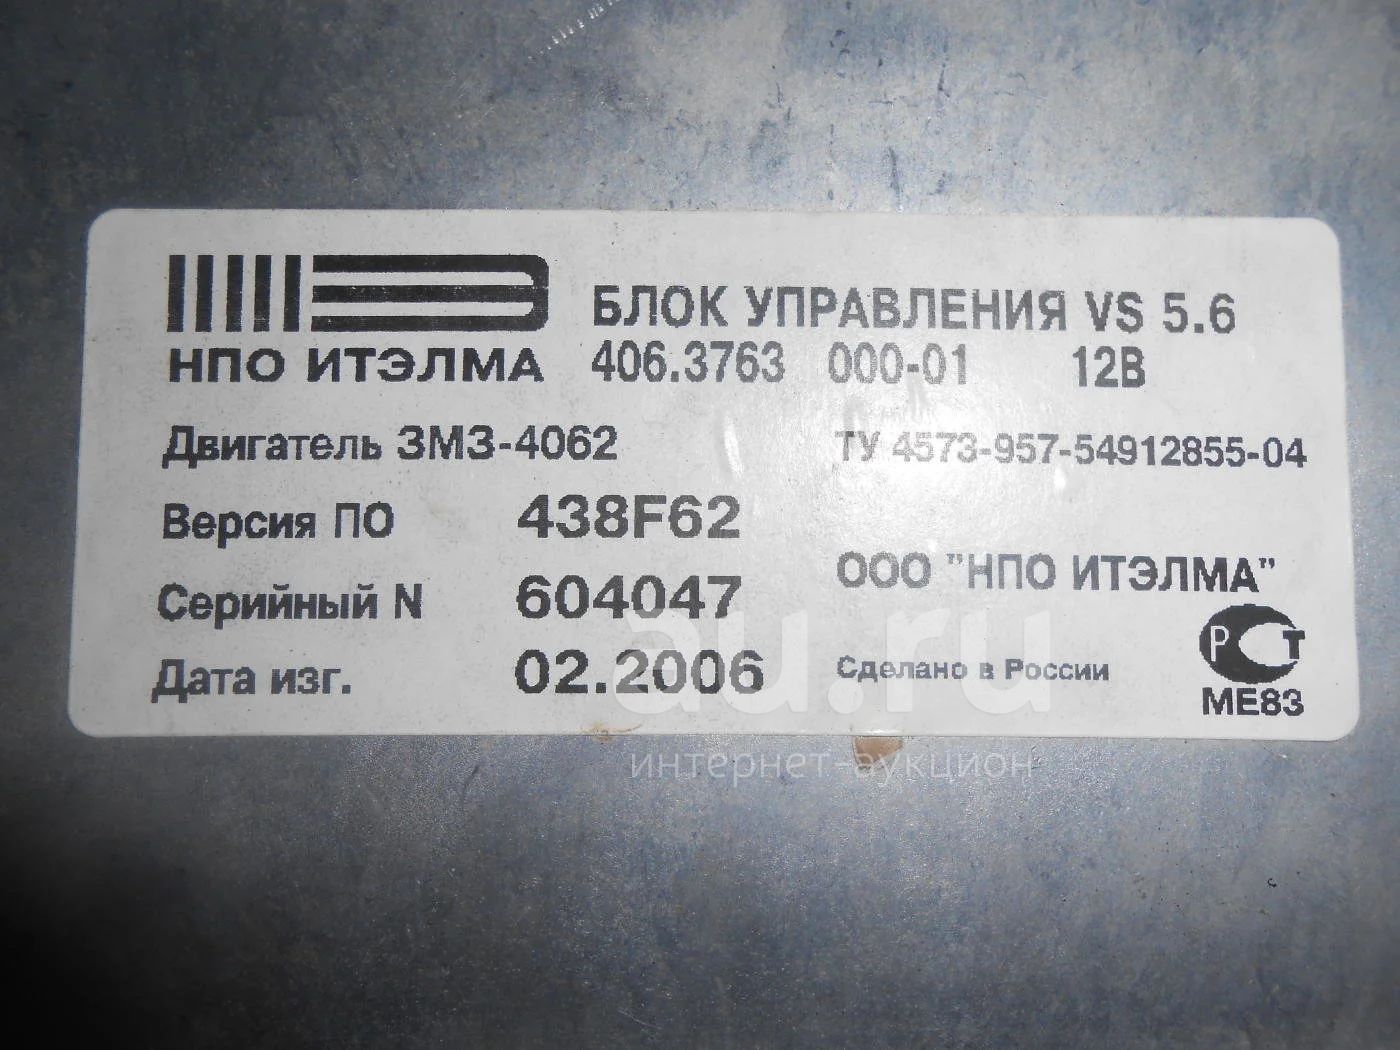 НПО ИТЭЛМА
БЛОК УПРАВЛЕНИЯ VS 5.6
406.3763 000-01 12В
Двигатель ЗМЗ-4062
ТУ 4573-957-54912855-04
Версия ПО 438F62
Серийный N 604047
ООО "НПО ИТЭЛМА"
Дата изг. 02.2006
Сделано в России
РСТ
МЕ83
au.ru
интернет-аукцион